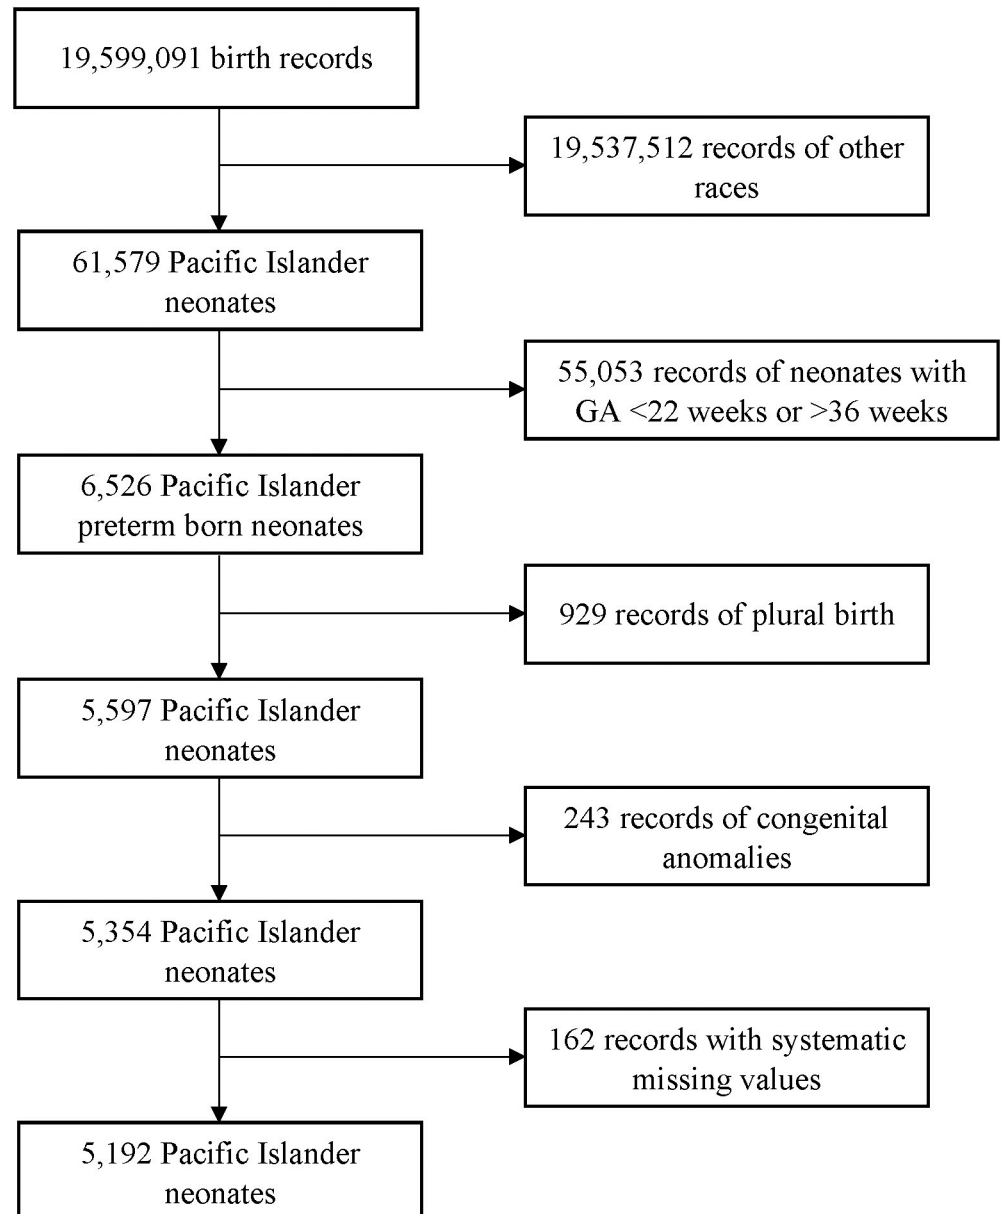 19,599,091 birth records
19,537,512 records of other
races
61,579 Pacific Islander
neonates
55,053 records of neonates with
GA <22 weeks or >36 weeks
6,526 Pacific Islander
preterm born neonates
929 records of plural birth
5,597 Pacific Islander
neonates
243 records of congenital
anomalies
5,354 Pacific Islander
neonates
162 records with systematic
missing values
5,192 Pacific Islander
neonates